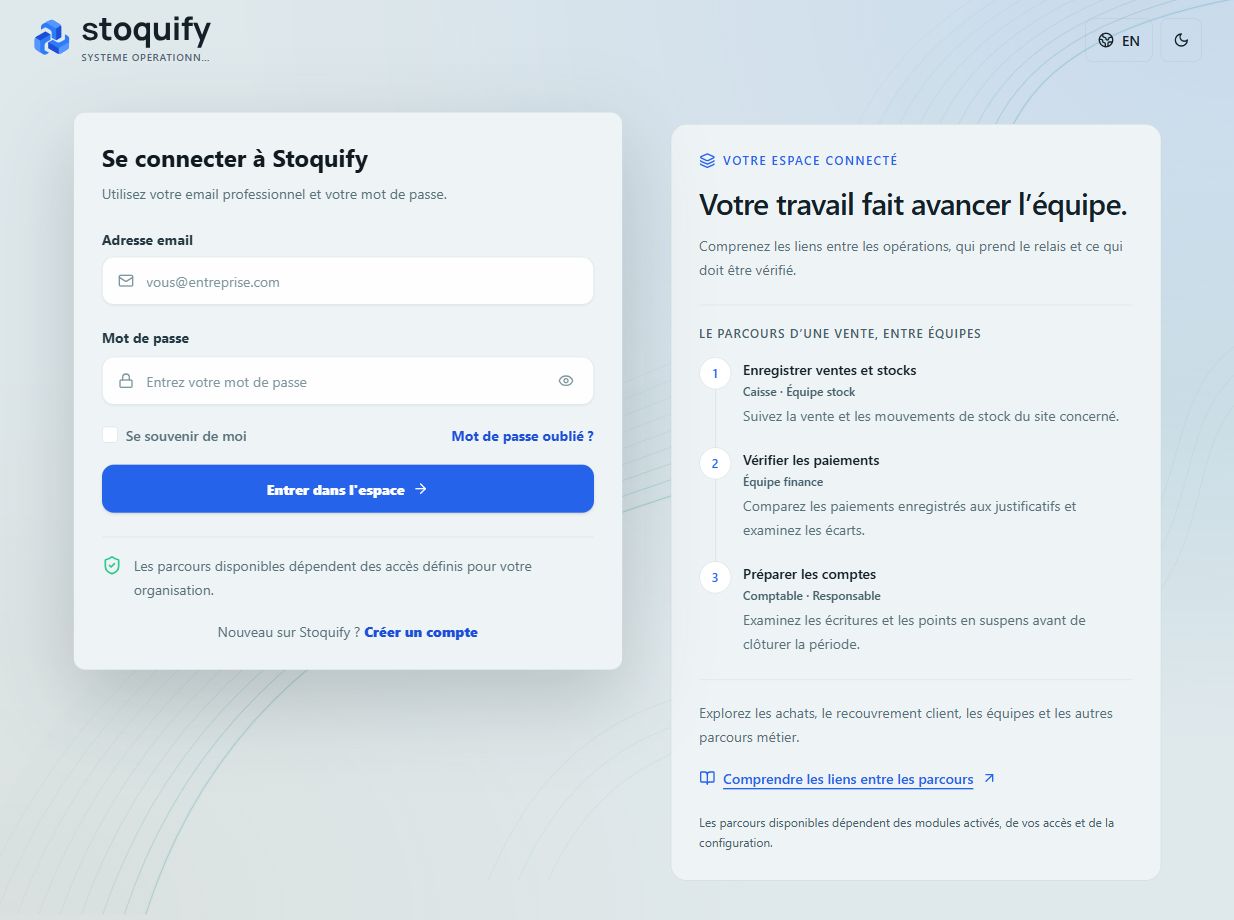 stoquify
SYSTEME OPERATIONN...
EN
Se connecter à Stoquify
Utilisez votre email professionnel et votre mot de passe.
Adresse email
vous@entreprise.com
Mot de passe
Entrez votre mot de passe
Se souvenir de moi
Mot de passe oublié ?
Entrer dans l'espace
Les parcours disponibles dépendent des accès définis pour votre
organisation.
Nouveau sur Stoquify ? Créer un compte
VOTRE ESPACE CONNECTÉ
Votre travail fait avancer l’équipe.
Comprenez les liens entre les opérations, qui prend le relais et ce qui
doit être vérifié.
LE PARCOURS D’UNE VENTE, ENTRE ÉQUIPES
1
Enregistrer ventes et stocks
Caisse · Équipe stock
Suivez la vente et les mouvements de stock du site concerné.
2
Vérifier les paiements
Équipe finance
Comparez les paiements enregistrés aux justificatifs et
examinez les écarts.
3
Préparer les comptes
Comptable · Responsable
Examinez les écritures et les points en suspens avant de
clôturer la période.
Explorez les achats, le recouvrement client, les équipes et les autres
parcours métier.
Comprendre les liens entre les parcours
Les parcours disponibles dépendent des modules activés, de vos accès et de la
configuration.